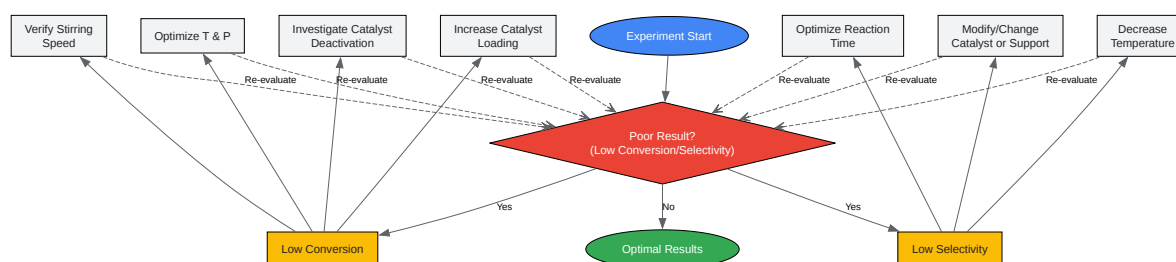 Verify Stirring
Speed
Optimize T & P
Investigate Catalyst
Deactivation
Increase Catalyst
Loading
Experiment Start
Optimize Reaction
Time
Modify/Change
Catalyst or Support
Decrease
Temperature
Re-evaluate
Re-evaluate
Re-evaluate
Re-evaluate
Re-evaluate
Re-evaluate
Re-evaluate
Poor Result?
(Low Conversion/Selectivity)
Yes
No
Yes
Low Conversion
Optimal Results
Low Selectivity